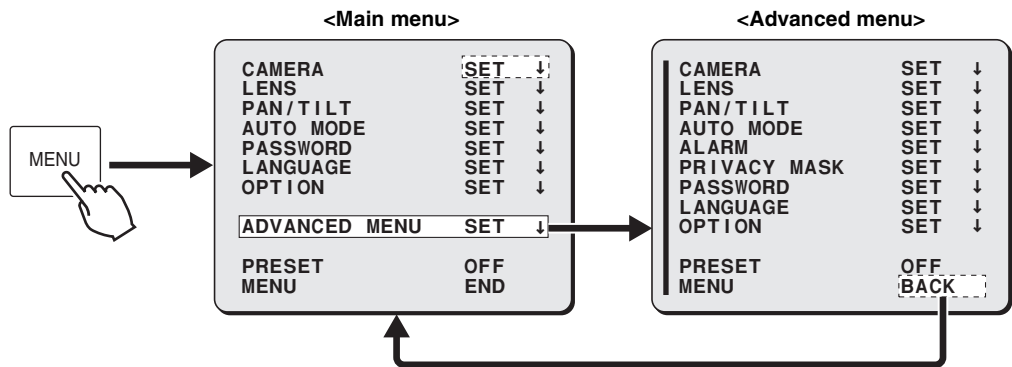 <Main menu>
<Advanced menu>
MENU
CAMERA SET ↓
LENS SET ↓
PAN/TILT SET ↓
AUTO MODE SET ↓
PASSWORD SET ↓
LANGUAGE SET ↓
OPTION SET ↓
ADVANCED MENU SET ↓
PRESET OFF
MENU END
CAMERA SET ↓
LENS SET ↓
PAN/TILT SET ↓
AUTO MODE SET ↓
ALARM SET ↓
PRIVACY MASK SET ↓
PASSWORD SET ↓
LANGUAGE SET ↓
OPTION SET ↓
PRESET OFF
MENU BACK